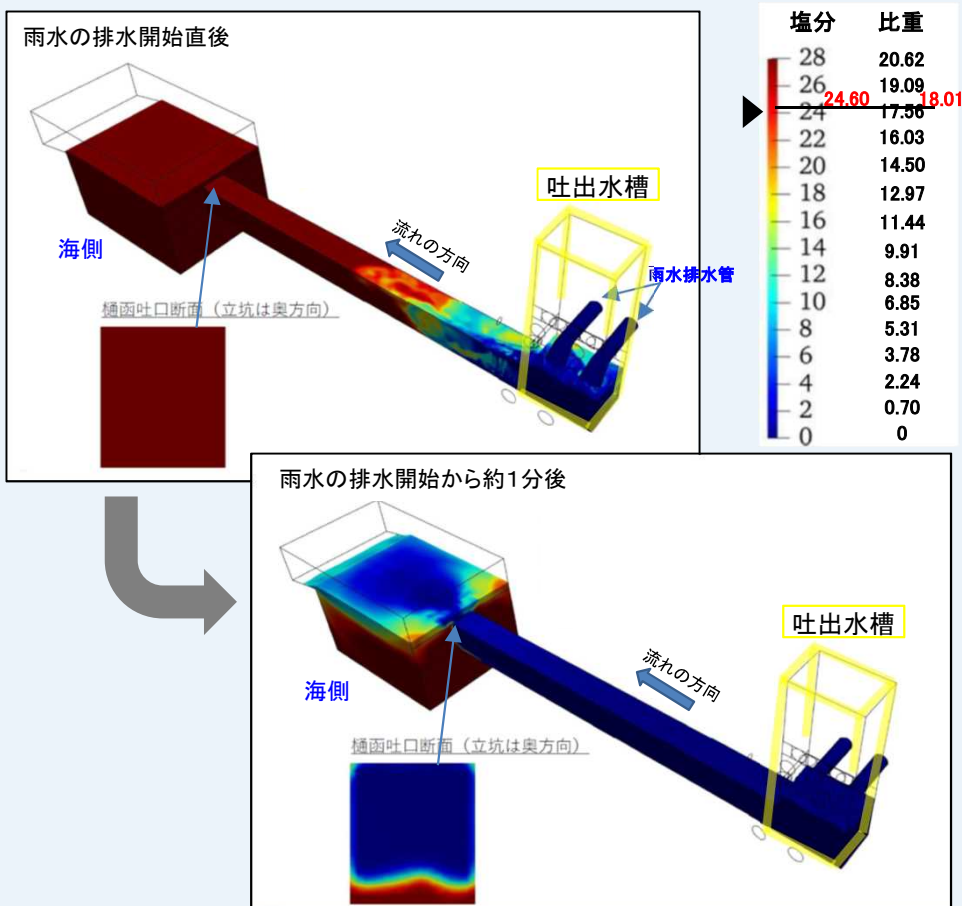 雨水の排水開始直後
吐出水槽
流れの方向
雨水排水管
海側
樋函吐口断面（立坑は奥方向）
塩分 比重
28 20.62
26 19.09
24.60 18.01
24 17.56
22 16.03
20 14.50
18 12.97
16 11.44
14 9.91
12 8.38
10 6.85
8 5.31
6 3.78
4 2.24
2 0.70
0 0
雨水の排水開始から約１分後
吐出水槽
流れの方向
海側
樋函吐口断面（立坑は奥方向）